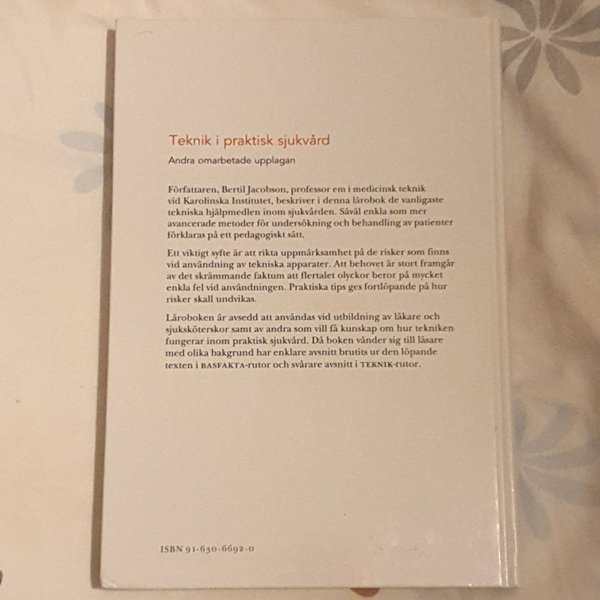 Teknik i praktisk sjukvård
Andra omarbetade upplagan
Författaren, Bertil Jacobson, professor em i medicinsk teknik
vid Karolinska Institutet, beskriver i denna lärobok de vanligaste
tekniska hjälpmedlen inom sjukvården. Såväl enkla som mer
avancerade metoder för undersökning och behandling av patienter
förklaras på ett pedagogiskt sätt.
Ett viktigt syfte är att rikta uppmärksamhet på de risker som finns
vid användning av tekniska apparater. Att behovet är stort framgår
av det skrämmande faktum att flertalet olyckor beror på mycket
enkla fel vid användningen. Praktiska tips ges fortlöpande på hur
risker skall undvikas.
Läroboken är avsedd att användas vid utbildning av läkare och
sjuksköterskor samt av andra som vill få kunskap om hur tekniken
fungerar inom praktisk sjukvård. Då boken vänder sig till läsare
med olika bakgrund har enklare avsnitt brutits ur den löpande
texten i BASFAKTA-rutor och svårare avsnitt i TEKNIK-rutor.
ISBN 91-630-6692-0